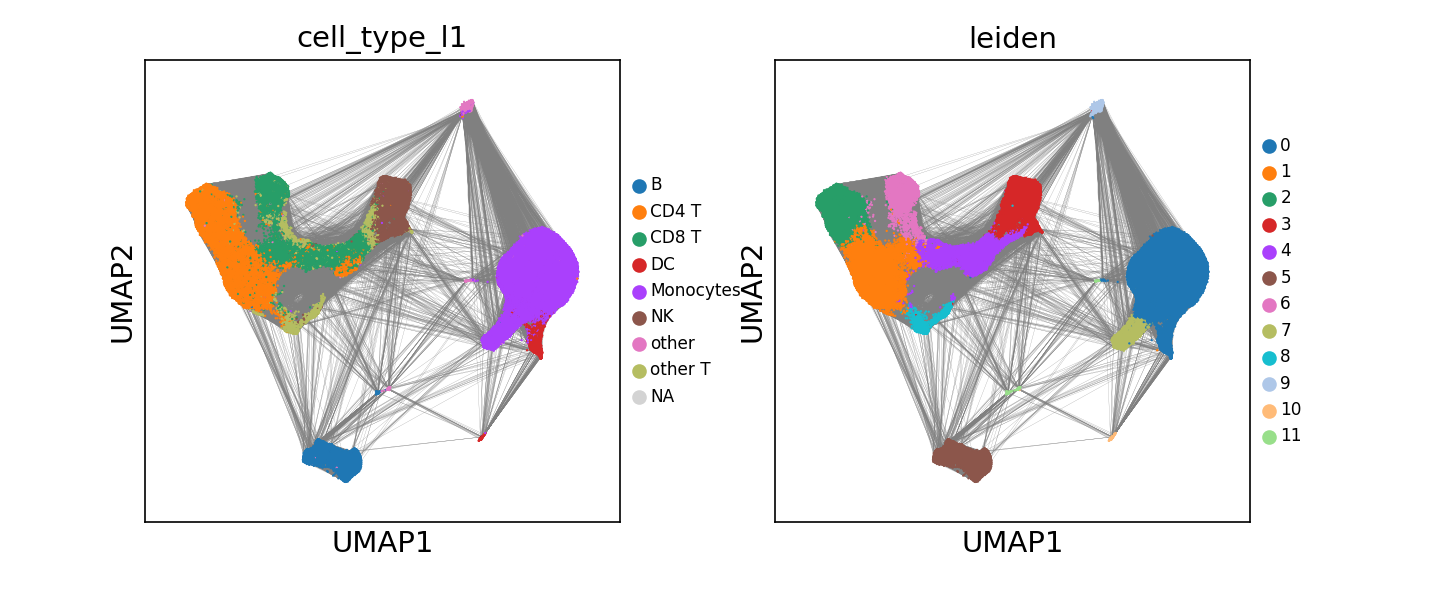 cell_type_l1
UMAP2
UMAP1
B
CD4 T
CD8 T
DC
Monocytes
NK
other
other T
NA
leiden
UMAP2
UMAP1
0
1
2
3
4
5
6
7
8
9
10
11